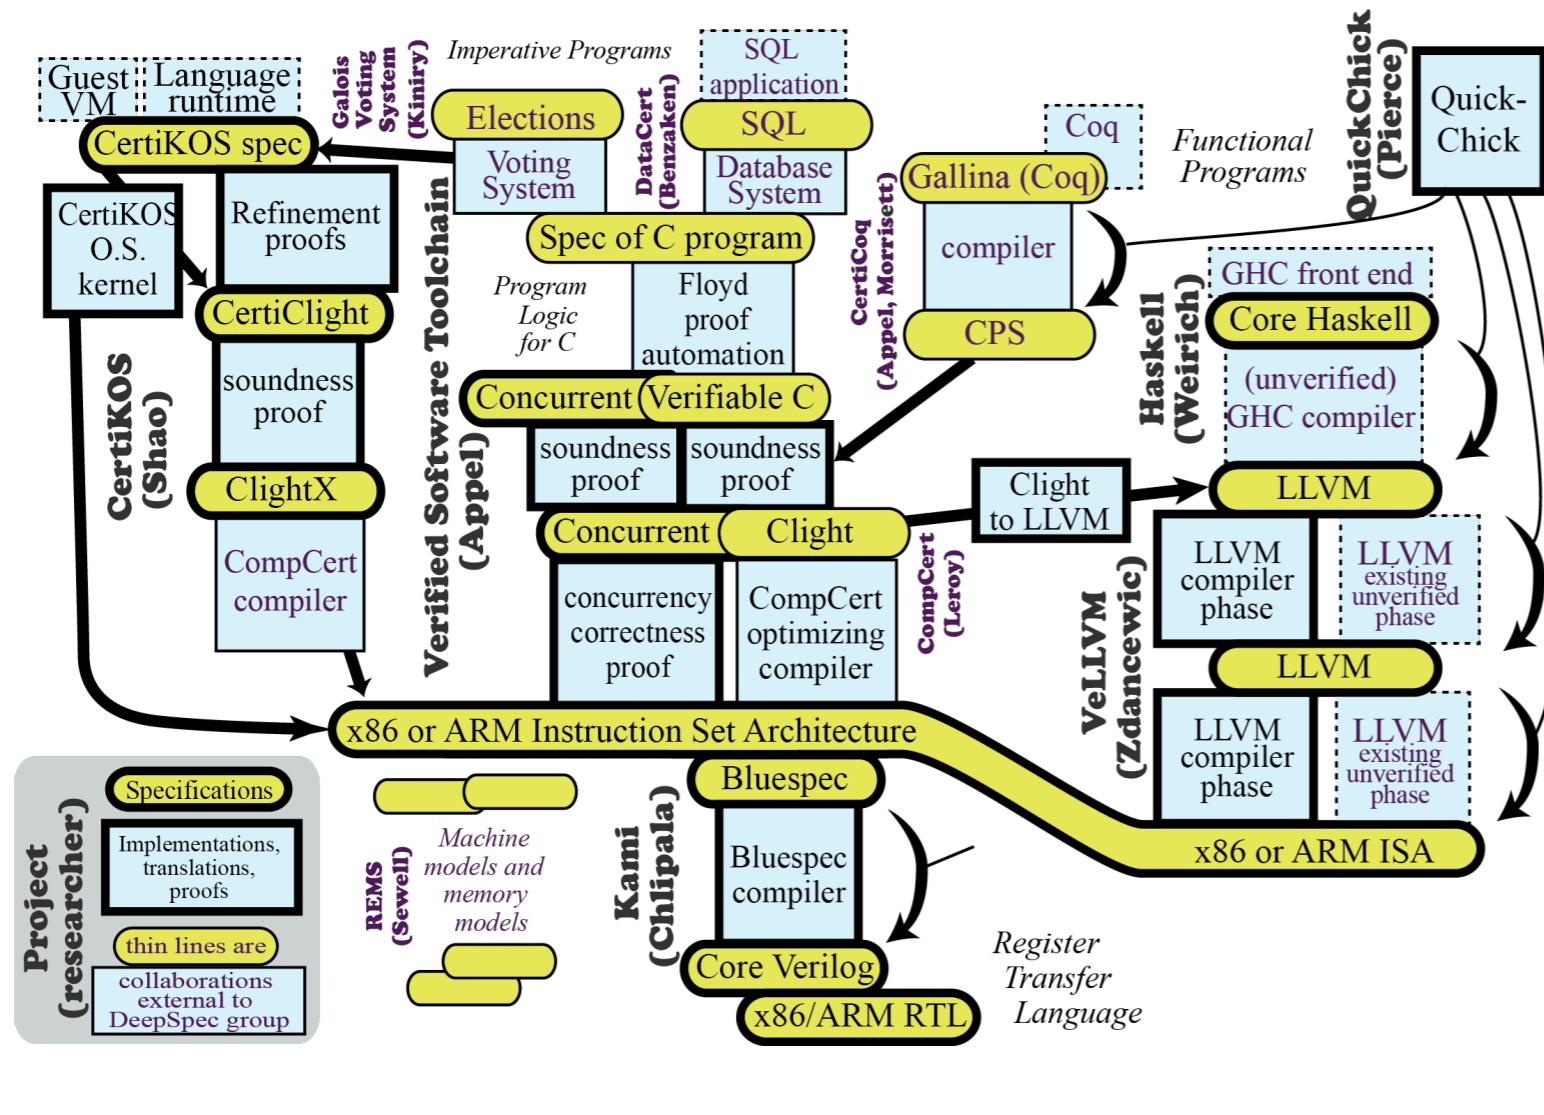 Guest
VM
Language
runtime
CertiKOS spec
CertiKOS
O.S.
kernel
Refinement
proofs
CertiClight
soundness
proof
ClightX
CompCert
compiler
CertiKOS
(Shao)
Galois
Voting
System
(Kiniry)
Imperative Programs
Elections
Voting
System
DataCert
(Benzaken)
SQL
application
SQL
Database
System
Spec of C program
Verified Software Toolchain
(Appel)
Program
Logic
for C
Floyd
proof
automation
Concurrent
Verifiable C
soundness
proof
soundness
proof
Concurrent
Clight
concurrency
correctness
proof
CompCert
optimizing
compiler
CompCert
(Leroy)
CertiCoq
(Appel, Morrisett)
Coq
Gallina (Coq)
compiler
CPS
Functional
Programs
QuickChick
(Pierce)
Quick-
Chick
Haskell
(Weirich)
GHC front end
Core Haskell
(unverified)
GHC compiler
Clight
to LLVM
LLVM
VeLLVM
(Zdancewic)
LLVM
compiler
phase
LLVM
existing
unverified
phase
LLVM
LLVM
compiler
phase
LLVM
existing
unverified
phase
x86 or ARM Instruction Set Architecture
x86 or ARM ISA
Bluespec
Kami
(Chlipala)
Bluespec
compiler
Core Verilog
x86/ARM RTL
Register
Transfer
Language
REMS
(Sewell)
Machine
models and
memory
models
Project
(researcher)
Specifications
Implementations,
translations,
proofs
thin lines are
collaborations
external to
DeepSpec group